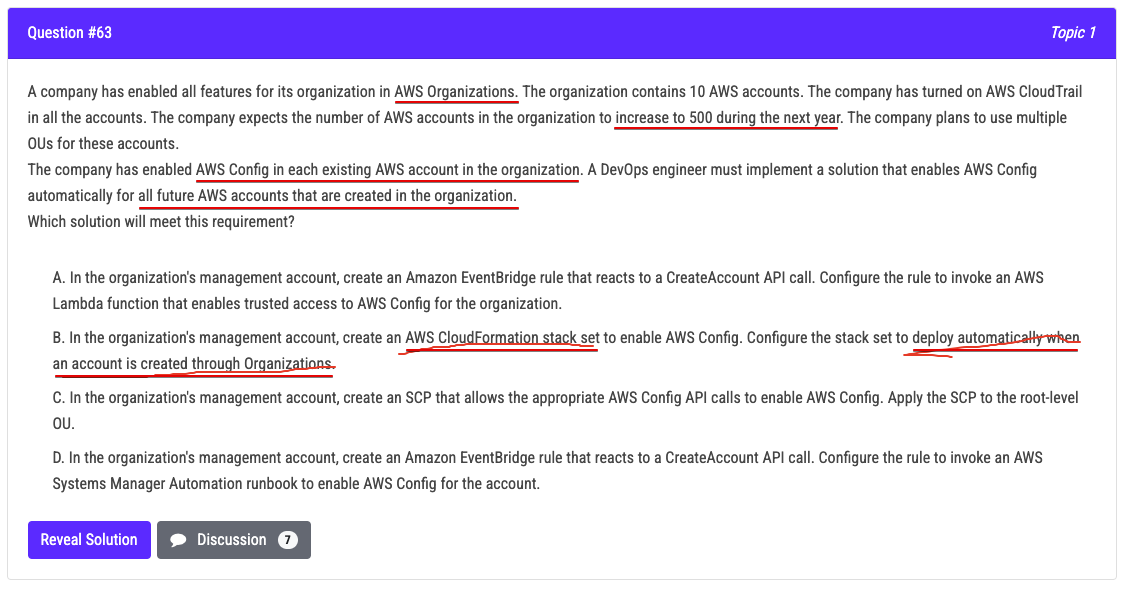 Question #63
Topic 1
A company has enabled all features for its organization in AWS Organizations. The organization contains 10 AWS accounts. The company has turned on AWS CloudTrail
in all the accounts. The company expects the number of AWS accounts in the organization to increase to 500 during the next year. The company plans to use multiple
OUs for these accounts.
The company has enabled AWS Config in each existing AWS account in the organization. A DevOps engineer must implement a solution that enables AWS Config
automatically for all future AWS accounts that are created in the organization.
Which solution will meet this requirement?
A. In the organization's management account, create an Amazon EventBridge rule that reacts to a CreateAccount API call. Configure the rule to invoke an AWS
Lambda function that enables trusted access to AWS Config for the organization.
B. In the organization's management account, create an AWS CloudFormation stack set to enable AWS Config. Configure the stack set to deploy automatically when
an account is created through Organizations.
C. In the organization's management account, create an SCP that allows the appropriate AWS Config API calls to enable AWS Config. Apply the SCP to the root-level
OU.
D. In the organization's management account, create an Amazon EventBridge rule that reacts to a CreateAccount API call. Configure the rule to invoke an AWS
Systems Manager Automation runbook to enable AWS Config for the account.
Reveal Solution
Discussion 7